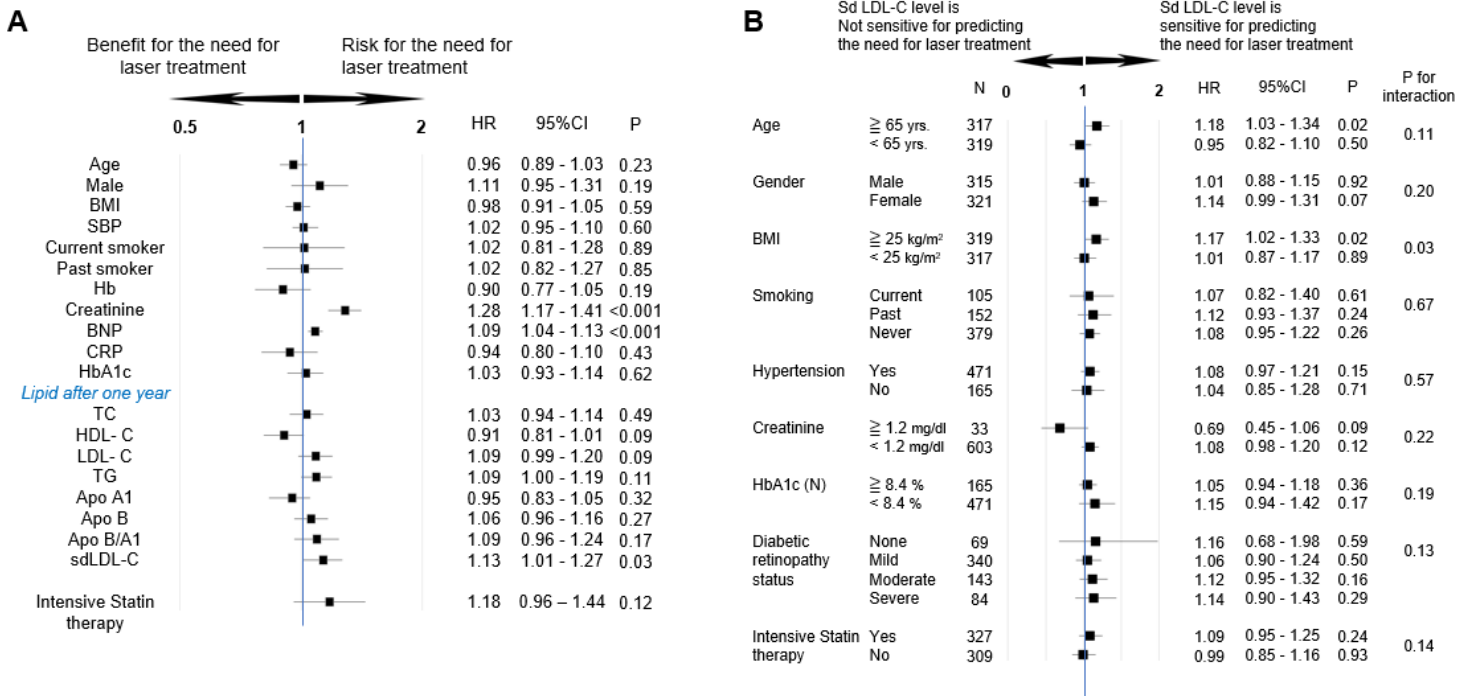 A
Benefit for the need for
laser treatment
Risk for the need for
laser treatment
0.5 1 2 HR 95%CI P
Age 0.96 0.89 - 1.03 0.23
Male 1.11 0.95 - 1.31 0.19
BMI 0.98 0.91 - 1.05 0.59
SBP 1.02 0.95 - 1.10 0.60
Current smoker 1.02 0.81 - 1.28 0.89
Past smoker 1.02 0.82 - 1.27 0.85
Hb 0.90 0.77 - 1.05 0.19
Creatinine 1.28 1.17 - 1.41 <0.001
BNP 1.09 1.04 - 1.13 <0.001
CRP 0.94 0.80 - 1.10 0.43
HbA1c 1.03 0.93 - 1.14 0.62
Lipid after one year
TC 1.03 0.94 - 1.14 0.49
HDL- C 0.91 0.81 - 1.01 0.09
LDL- C 1.09 0.99 - 1.20 0.09
TG 1.09 1.00 - 1.19 0.11
Apo A1 0.95 0.83 - 1.05 0.32
Apo B 1.06 0.96 - 1.16 0.27
Apo B/A1 1.09 0.96 - 1.24 0.17
sdLDL-C 1.13 1.01 - 1.27 0.03
Intensive Statin 1.18 0.96 – 1.44 0.12
therapy
B
Sd LDL-C level is
Not sensitive for predicting
the need for laser treatment
Sd LDL-C level is
sensitive for predicting
the need for laser treatment
N 0 1 2 HR 95%CI P P for
interaction
Age ≧ 65 yrs. 317 1.18 1.03 - 1.34 0.02
0.11
< 65 yrs. 319 0.95 0.82 - 1.10 0.50
Gender Male 315 1.01 0.88 - 1.15 0.92
0.20
Female 321 1.14 0.99 - 1.31 0.07
BMI ≧ 25 kg/m² 319 1.17 1.02 - 1.33 0.02
0.03
< 25 kg/m² 317 1.01 0.87 - 1.17 0.89
Smoking Current 105 1.07 0.82 - 1.40 0.61
0.67
Past 152 1.12 0.93 - 1.37 0.24
Never 379 1.08 0.95 - 1.22 0.26
Hypertension Yes 471 1.08 0.97 - 1.21 0.15
0.57
No 165 1.04 0.85 - 1.28 0.71
Creatinine ≧ 1.2 mg/dl 33 0.69 0.45 - 1.06 0.09
0.22
< 1.2 mg/dl 603 1.08 0.98 - 1.20 0.12
HbA1c (N) ≧ 8.4 % 165 1.05 0.94 - 1.18 0.36
0.19
< 8.4 % 471 1.15 0.94 - 1.42 0.17
Diabetic None 69 1.16 0.68 - 1.98 0.59
0.13
retinopathy Mild 340 1.06 0.90 - 1.24 0.50
status Moderate 143 1.12 0.95 - 1.32 0.16
Severe 84 1.14 0.90 - 1.43 0.29
Intensive Statin Yes 327 1.09 0.95 - 1.25 0.24
0.14
therapy No 309 0.99 0.85 - 1.16 0.93